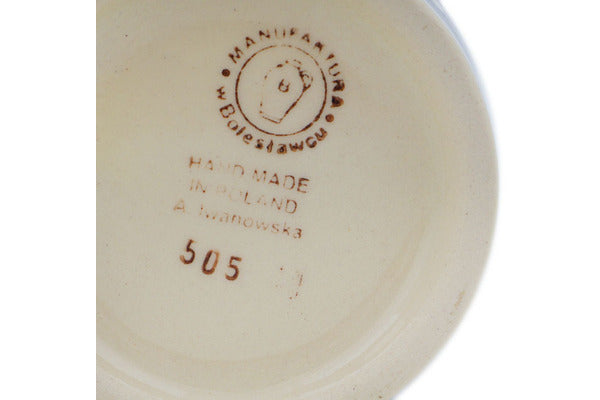 MANUFAKTURA
w Bolesławcu
B
HAND MADE
IN POLAND
A. Iwanowska
505